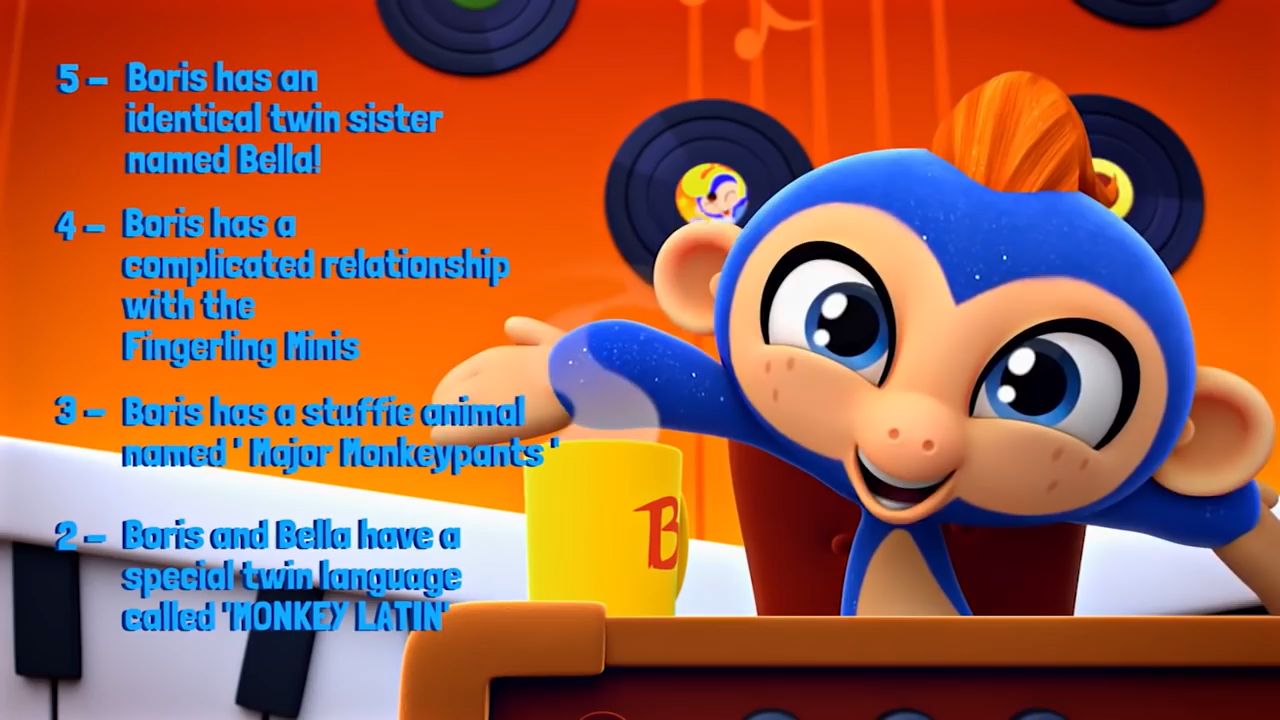 5 - Boris has an
identical twin sister
named Bella!
4 - Boris has a
complicated relationship
with the
Fingerling Minis
3 - Boris has a stuffie animal
named ' Major Monkeypants '
2 - Boris and Bella have a
special twin language
called 'MONKEY LATIN'
B